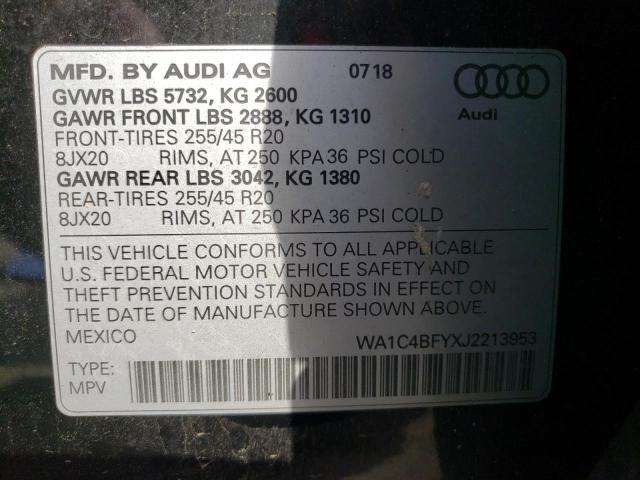 MFD. BY AUDI AG 0718
GVWR LBS 5732, KG 2600
GAWR FRONT LBS 2888, KG 1310
Audi
FRONT-TIRES 255/45 R20
8JX20 RIMS, AT 250 KPA 36 PSI COLD
GAWR REAR LBS 3042, KG 1380
REAR-TIRES 255/45 R20
8JX20 RIMS, AT 250 KPA 36 PSI COLD
THIS VEHICLE CONFORMS TO ALL APPLICABLE
U.S. FEDERAL MOTOR VEHICLE SAFETY AND
THEFT PREVENTION STANDARDS IN EFFECT ON
THE DATE OF MANUFACTURE SHOWN ABOVE.
MEXICO WA1C4BFYXJ2213953
TYPE:
MPV